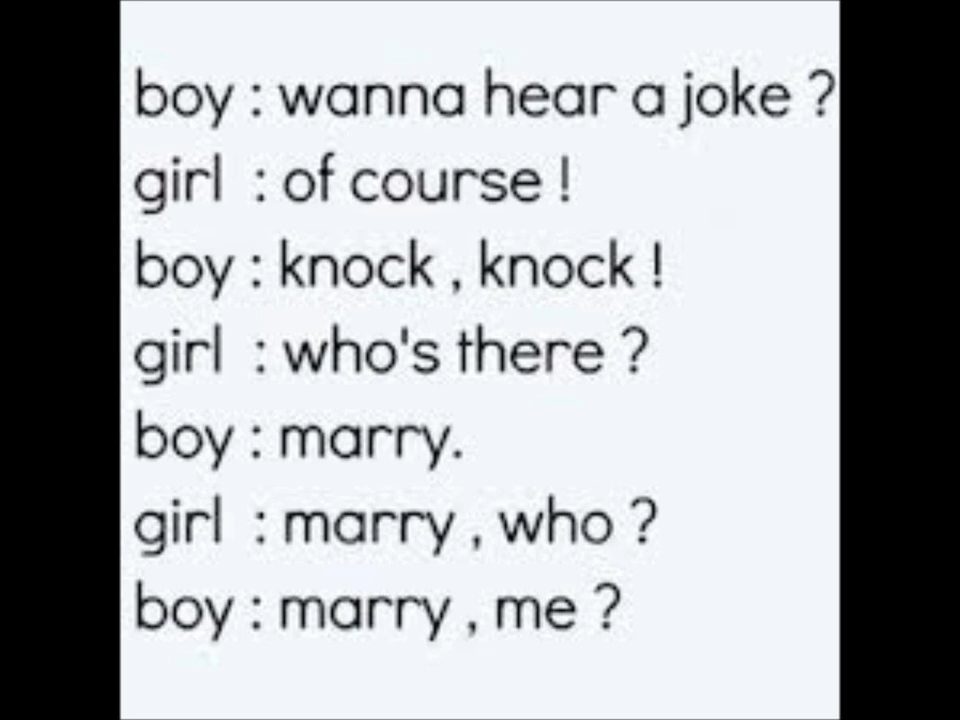 boy : wanna hear a joke ?
girl : of course !
boy : knock , knock !
girl : who's there ?
boy : marry.
girl : marry , who ?
boy : marry , me ?